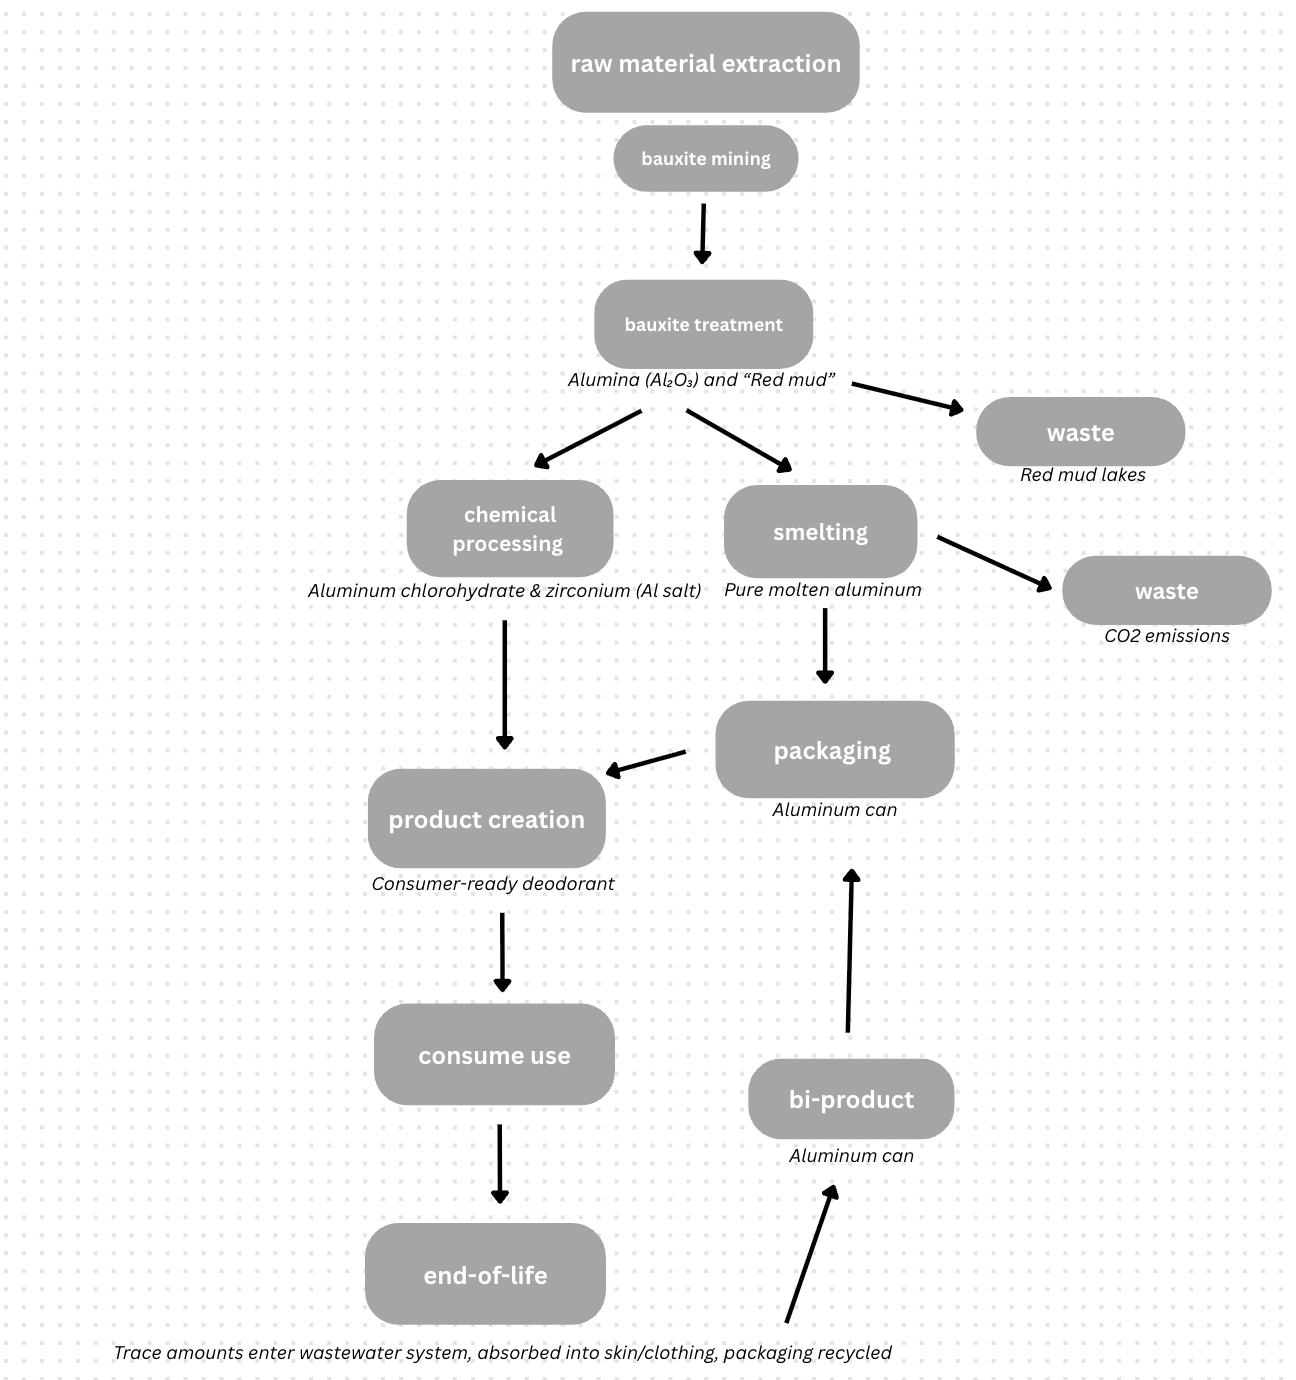 raw material extraction
bauxite mining
bauxite treatment
Alumina (Al₂O₃) and “Red mud”
waste
Red mud lakes
chemical
processing
Aluminum chlorohydrate & zirconium (Al salt)
smelting
Pure molten aluminum
waste
CO2 emissions
packaging
Aluminum can
product creation
Consumer-ready deodorant
consume use
bi-product
Aluminum can
end-of-life
Trace amounts enter wastewater system, absorbed into skin/clothing, packaging recycled